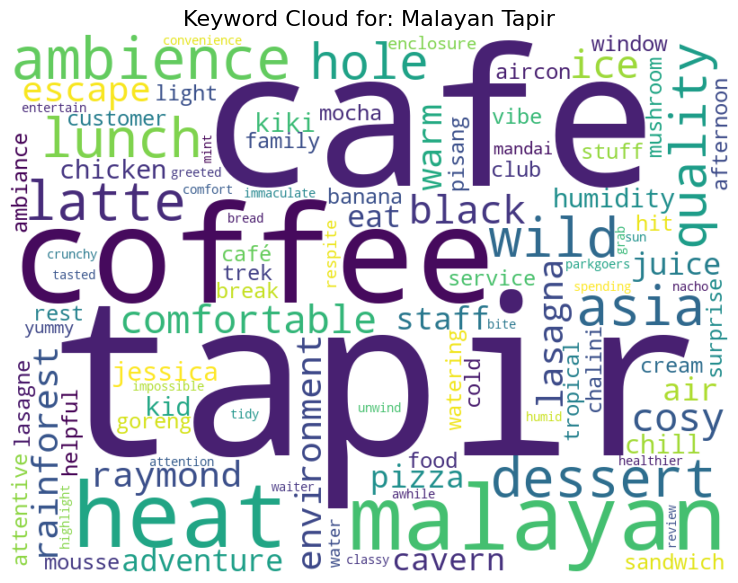 Keyword Cloud for: Malayan Tapir
convenience
ambience
hole
enclosure
window
ice
aircon
quality
escape
light
cafe
entertain
customer
kiki
mocha
vibe
mushroom
afternoon
lunch
family
warm
pisang
mandai
stuff
mint
ambiance
chicken
greeted
club
latte
comfort
immaculate
banana
humidity
eat
black
bread
hit
coffee
respite
wild
grab
sun
crunchy
café
tasted
trek
service
parkgoers
juice
break
lasagna
spending
nacho
asia
surprise
rest
yummy
comfortable
staff
bite
tapir
tropical
chalini
cream
jessica
impossible
watering
cold
air
kid
tidy
unwind
humid
cosy
goreng
environment
chill
lasagne
rainforest
helpful
attention
food
healthier
attentive
highlight
raymond
pizza
dessert
waiter
awhile
heat
malayan
review
water
mousse
adventure
classy
cavern
sandwich